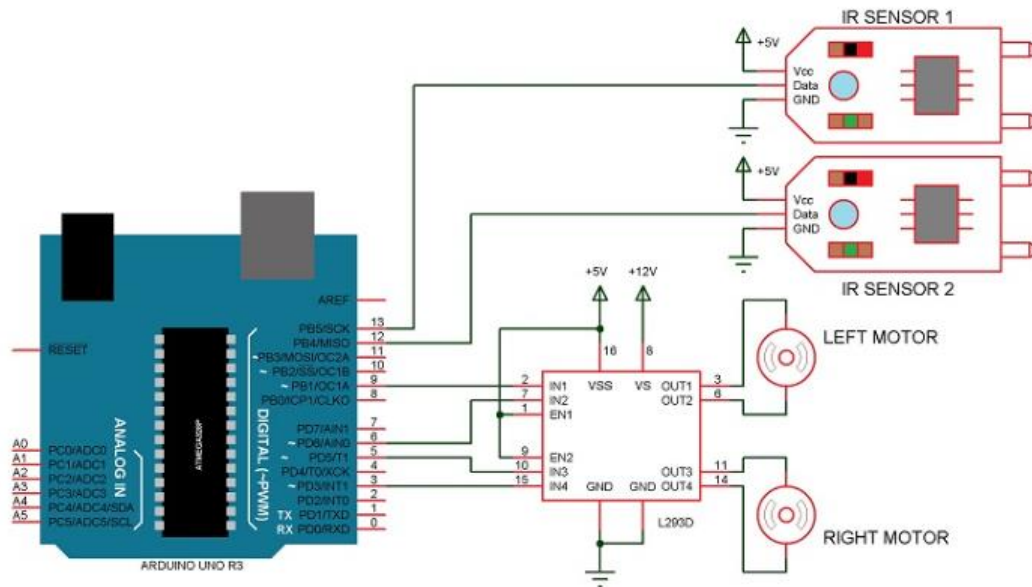 IR SENSOR 1
+5V
Vcc
Data
GND
+5V
Vcc
Data
GND
IR SENSOR 2
AREF
RESET
PB5/SCK 13
PB4/MISO 12
~PB3/MOSI/OC2A 11
~PB2/SS/OC1B 10
~PB1/OC1A 9
PB0/ICP1/CLKO 8
PD7/AIN1 7
~PD6/AIN0 6
~PD5/T1 5
PD4/T0/XCK 4
~PD3/INT1 3
PD2/INT0 2
TX PD1/TXD 1
RX PD0/RXD 0
DIGITAL (~PWM)
ATMEGA328P
ANALOG IN
A0 PC0/ADC0
A1 PC1/ADC1
A2 PC2/ADC2
A3 PC3/ADC3
A4 PC4/ADC4/SDA
A5 PC5/ADC5/SCL
ARDUINO UNO R3
+5V +12V
16 8
VSS VS
2 IN1 OUT1 3
7 IN2 OUT2 6
1 EN1
9 EN2
10 IN3 OUT3 11
15 IN4 OUT4 14
GND GND
L293D
LEFT MOTOR
RIGHT MOTOR